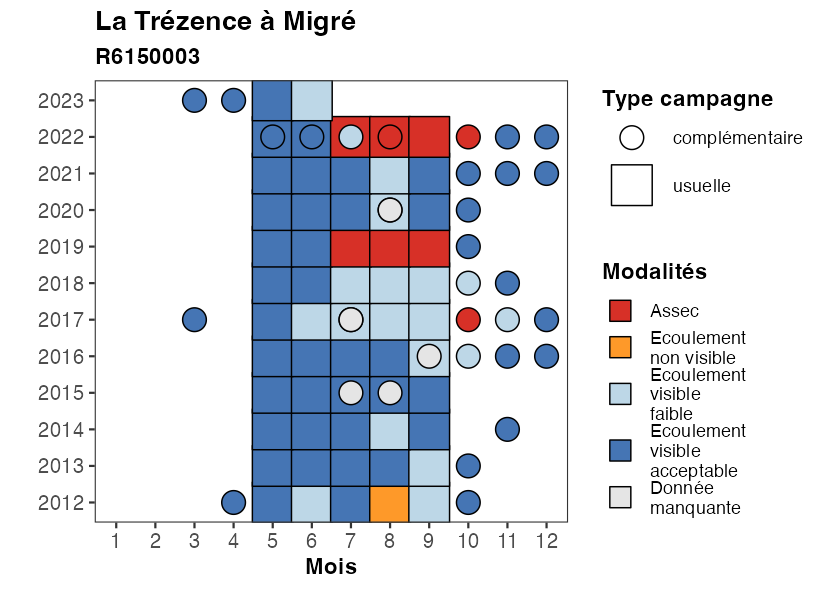 La Trézence à Migré
R6150003
2023
2022
2021
2020
2019
2018
2017
2016
2015
2014
2013
2012
1 2 3 4 5 6 7 8 9 10 11 12
Mois
Type campagne
complémentaire
usuelle
Modalités
Assec
Ecoulement
non visible
Ecoulement
visible
faible
Ecoulement
visible
acceptable
Donnée
manquante